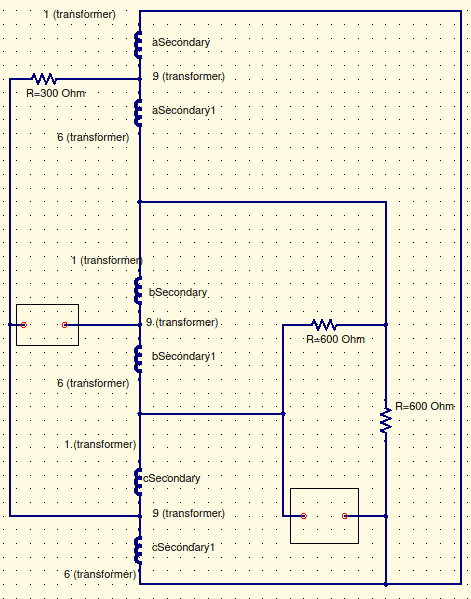 1 (transformer)
aSecondary
9 (transformer)
R=300 Ohm
aSecondary1
6 (transformer)
1 (transformer)
bSecondary
9 (transformer)
R=600 Ohm
bSecondary1
6 (transformer)
R=600 Ohm
1 (transformer)
cSecondary
9 (transformer)
cSecondary1
6 (transformer)